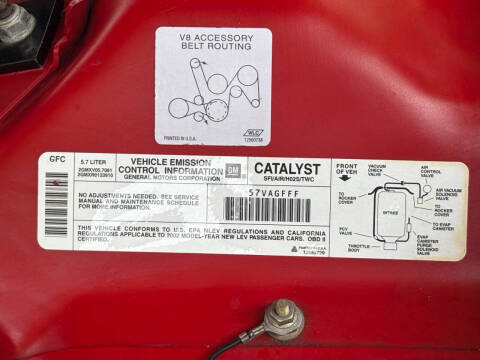 V8 ACCESSORY
BELT ROUTING
PRINTED IN U.S.A.
GFC
5.7 LITER
VEHICLE EMISSION
CONTROL INFORMATION
GENERAL MOTORS CORPORATION
GM
CATALYST
SFI/AIR/HO2S/TWC
57VAGFFF
NO ADJUSTMENTS NEEDED. SEE SERVICE
MANUAL AND MAINTENANCE SCHEDULE
FOR MORE INFORMATION.
THIS VEHICLE CONFORMS TO U.S. EPA NLEV REGULATIONS AND CALIFORNIA
REGULATIONS APPLICABLE TO 2002 MODEL-YEAR NEW LEV PASSENGER CARS. OBD II
CERTIFIED.
FRONT
OF VEH
VACUUM
CHECK
VALVE
AIR
CONTROL
VALVE
AIR VACUUM
SOLENOID
VALVE
TO
ROCKER
COVER
INTAKE
TO
ROCKER
COVER
TO EVAP
CANISTER
PCV
VALVE
EVAP
CANISTER
PURGE
SOLENOID
VALVE
THROTTLE
BODY